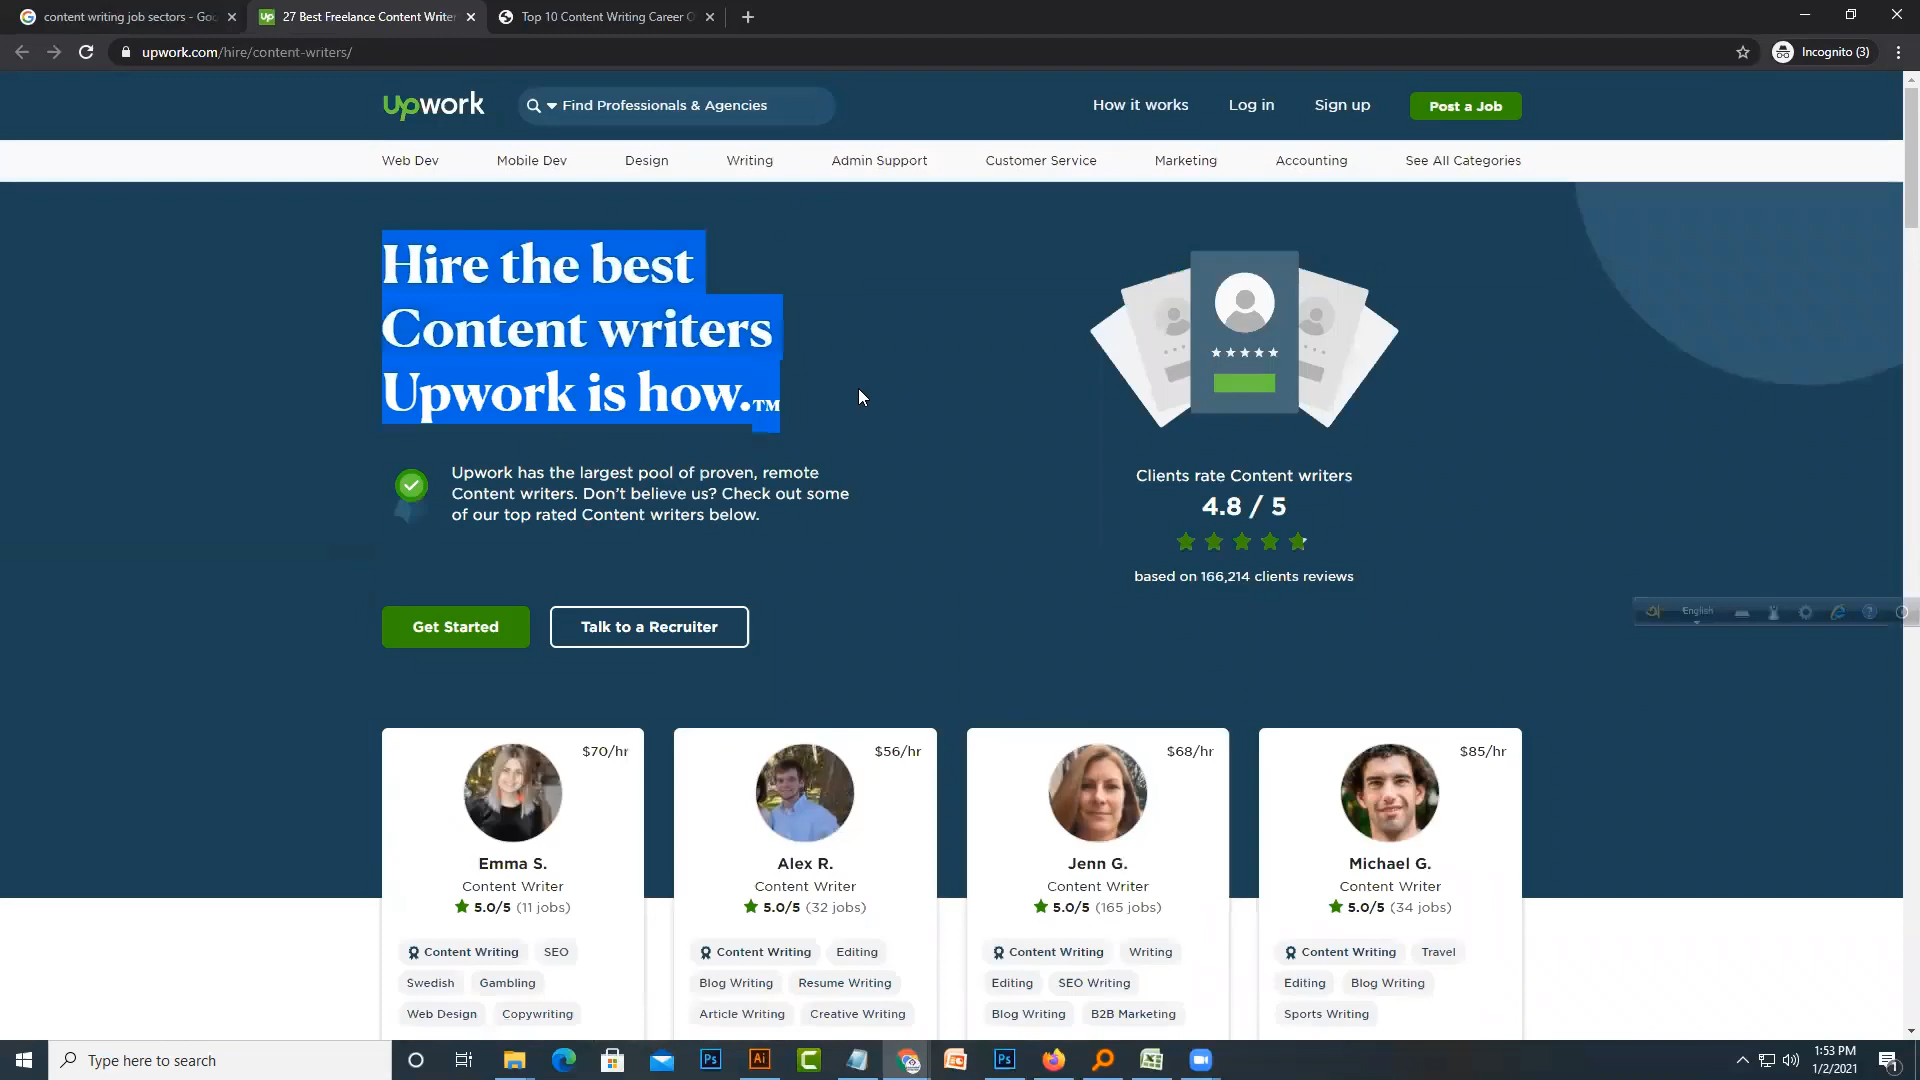 content writing job sectors - Goo
27 Best Freelance Content Writer
Top 10 Content Writing Career O
upwork.com/hire/content-writers/
Incognito (3)
upwork
Find Professionals & Agencies
How it works
Log in
Sign up
Post a Job
Web Dev
Mobile Dev
Design
Writing
Admin Support
Customer Service
Marketing
Accounting
See All Categories
Hire the best
Content writers
Upwork is how.™
Upwork has the largest pool of proven, remote
Content writers. Don't believe us? Check out some
of our top rated Content writers below.
Clients rate Content writers
4.8 / 5
based on 166,214 clients reviews
Get Started
Talk to a Recruiter
English
$70/hr
Emma S.
Content Writer
5.0/5 (11 jobs)
Content Writing
SEO
Swedish
Gambling
Web Design
Copywriting
$56/hr
Alex R.
Content Writer
5.0/5 (32 jobs)
Content Writing
Editing
Blog Writing
Resume Writing
Article Writing
Creative Writing
$68/hr
Jenn G.
Content Writer
5.0/5 (165 jobs)
Content Writing
Writing
Editing
SEO Writing
Blog Writing
B2B Marketing
$85/hr
Michael G.
Content Writer
5.0/5 (34 jobs)
Content Writing
Travel
Editing
Blog Writing
Sports Writing
Type here to search
1:53 PM
1/2/2021